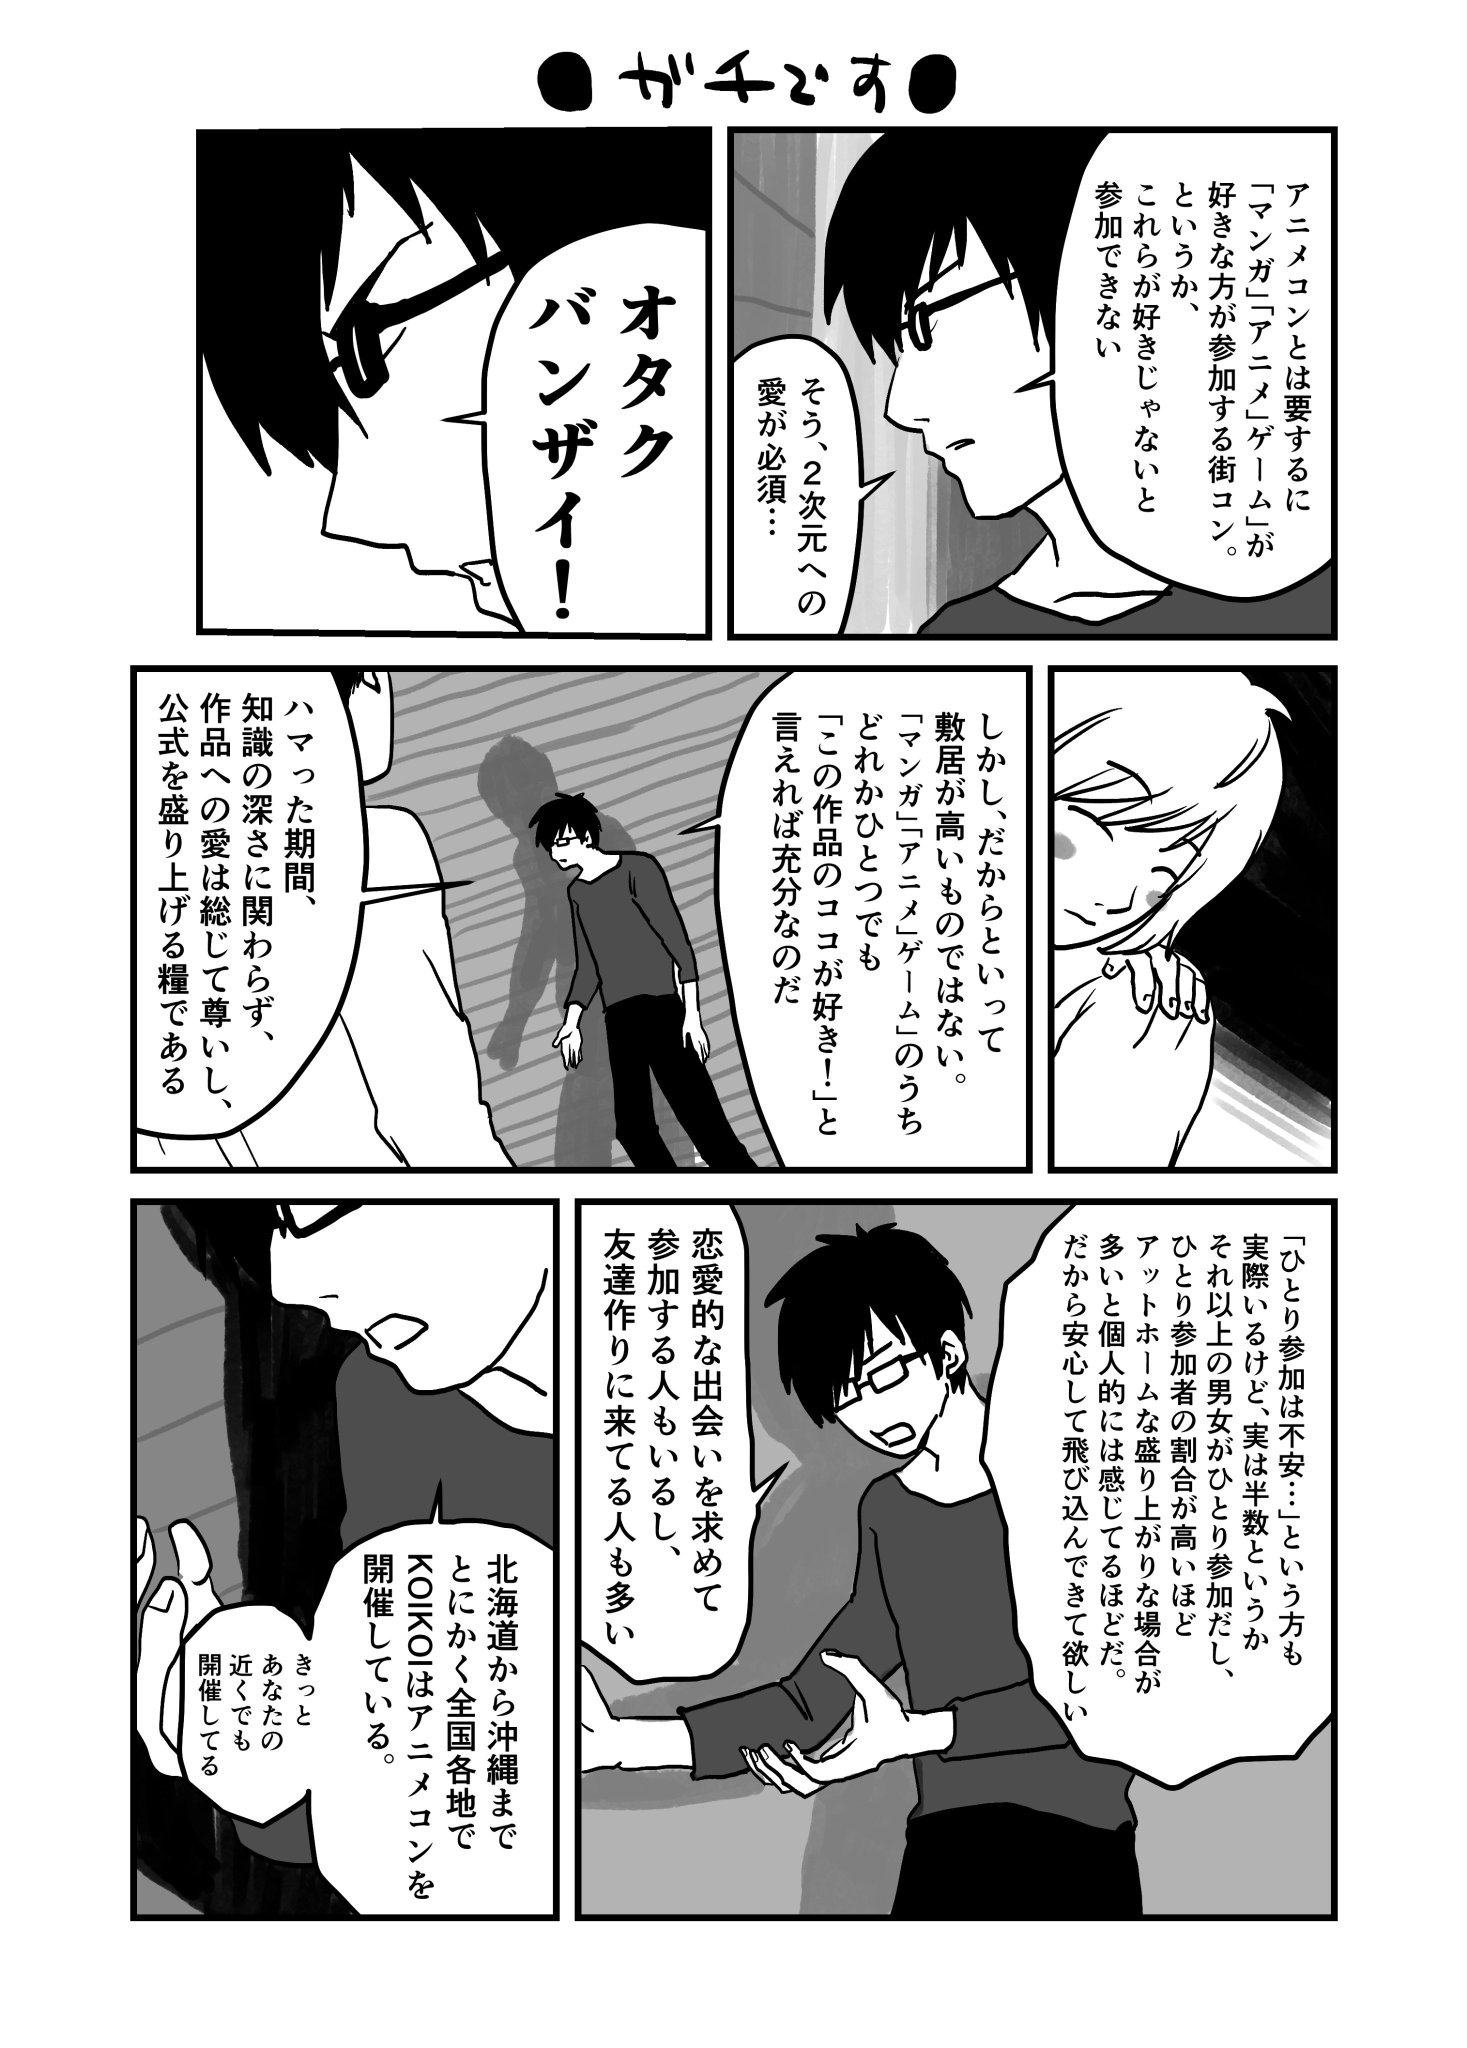 ●ガチです●
アニメコンとは要するに
「マンガ」「アニメ」「ゲーム」が
好きな方が参加する街コン。
というか、
これらが好きじゃないと
参加できない
そう、2次元への
愛が必須…
オタク
バンザイ！
しかし、だからといって
敷居が高いものではない。
「マンガ」「アニメ」「ゲーム」のうち
どれかひとつでも
「この作品のココが好き！」と
言えれば充分なのだ
ハマった期間、
知識の深さに関わらず、
作品への愛は総じて尊いし、
公式を盛り上げる糧である
「ひとり参加は不安…」という方も
実際いるけど、実は半数というか
それ以上の男女がひとり参加だし、
ひとり参加者の割合が高いほど
アットホームな盛り上がりな場合が
多いと個人的には感じてるほどだ。
だから安心して飛び込んできて欲しい
恋愛的な出会いを求めて
参加する人もいるし、
友達作りに来てる人も多い
北海道から沖縄まで
とにかく全国各地で
KOIKOIはアニメコンを
開催している。
きっと
あなたの
近くでも
開催してる